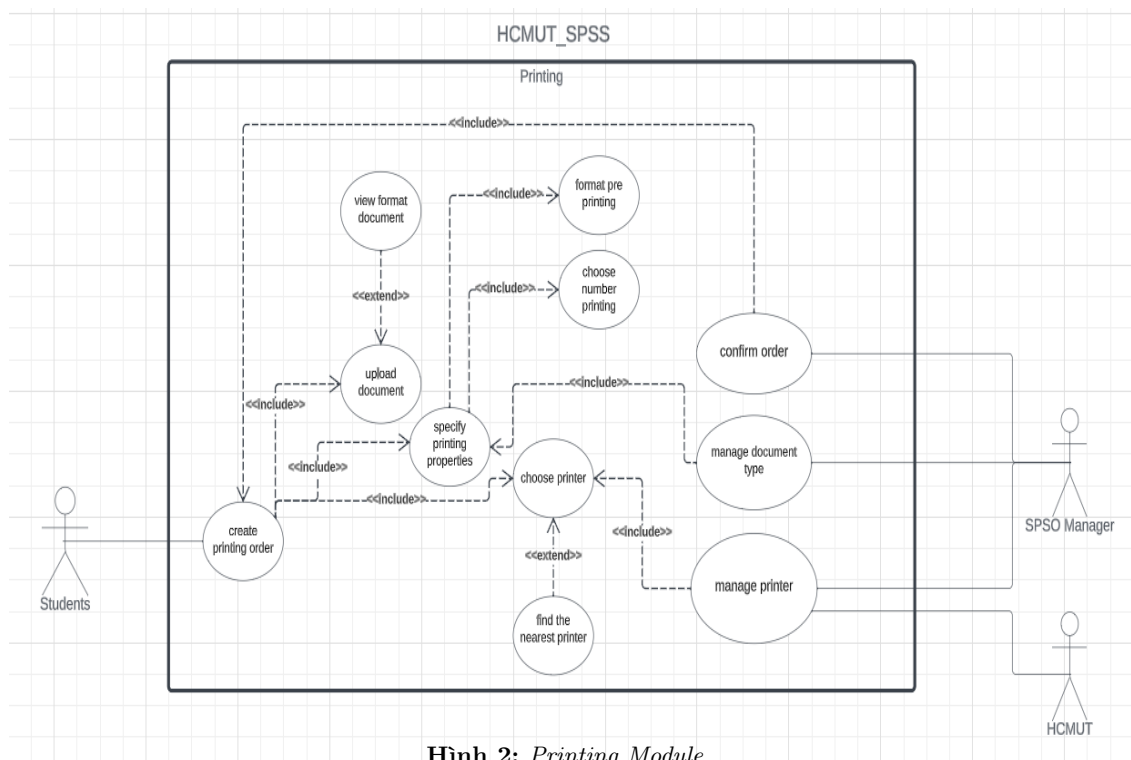 HCMUT_SPSS
Printing
<<include>>
format pre
printing
<<include>>
view format
document
choose
number
printing
<<include>>
<<extend>>
confirm order
upload
document
<<include>>
<<include>>
specify
printing
properties
manage document
type
<<include>>
choose printer
<<include>>
SPSO Manager
create
printing order
<<include>>
<<extend>>
manage printer
Students
find the
nearest printer
HCMUT
Hình 2: Printing Module